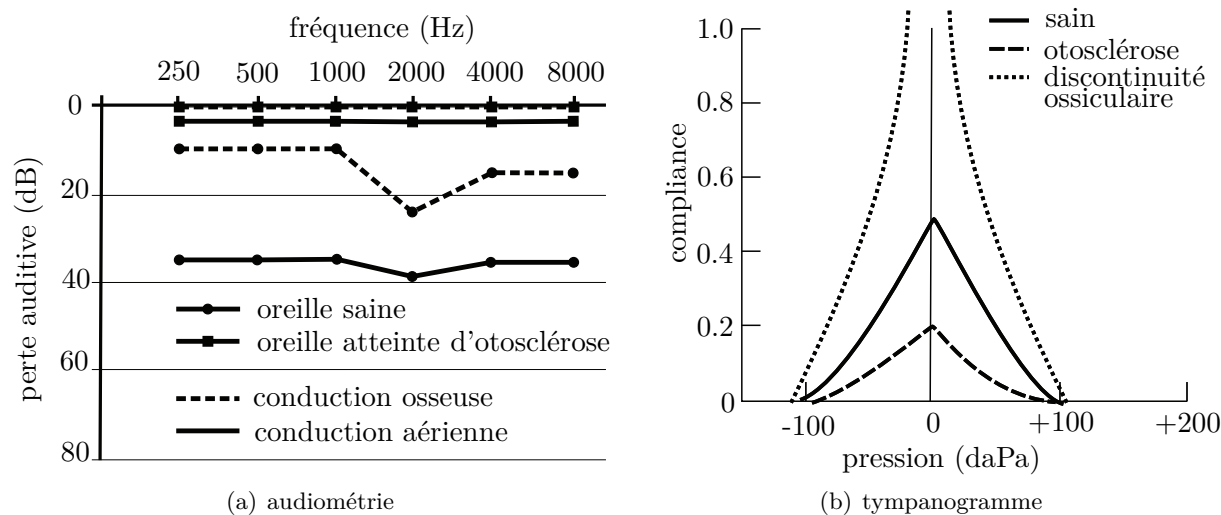 fréquence (Hz)
250 500 1000 2000 4000 8000
perte auditive (dB)
0
20
40
60
80
oreille saine
oreille atteinte d'otosclérose
conduction osseuse
conduction aérienne
(a) audiométrie
sain
otosclérose
discontinuité
ossiculaire
compliance
1.0
0.8
0.6
0.4
0.2
0
-100 0 +100 +200
pression (daPa)
(b) tympanogramme